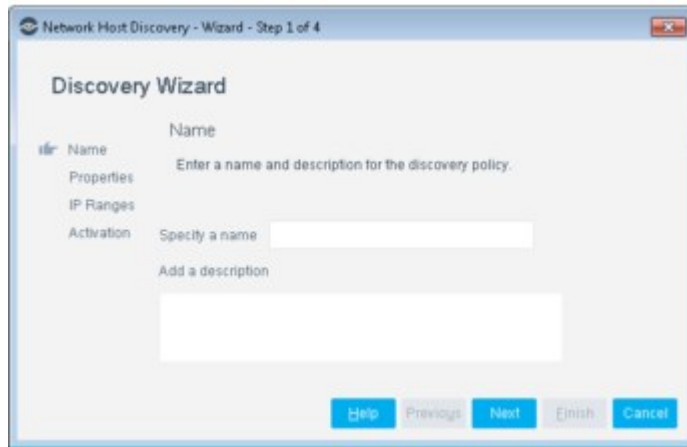 Network Host Discovery - Wizard - Step 1 of 4
Discovery Wizard
Name
Properties
IP Ranges
Activation
Name
Enter a name and description for the discovery policy.
Specify a name
Add a description
Help Previous Next Finish Cancel